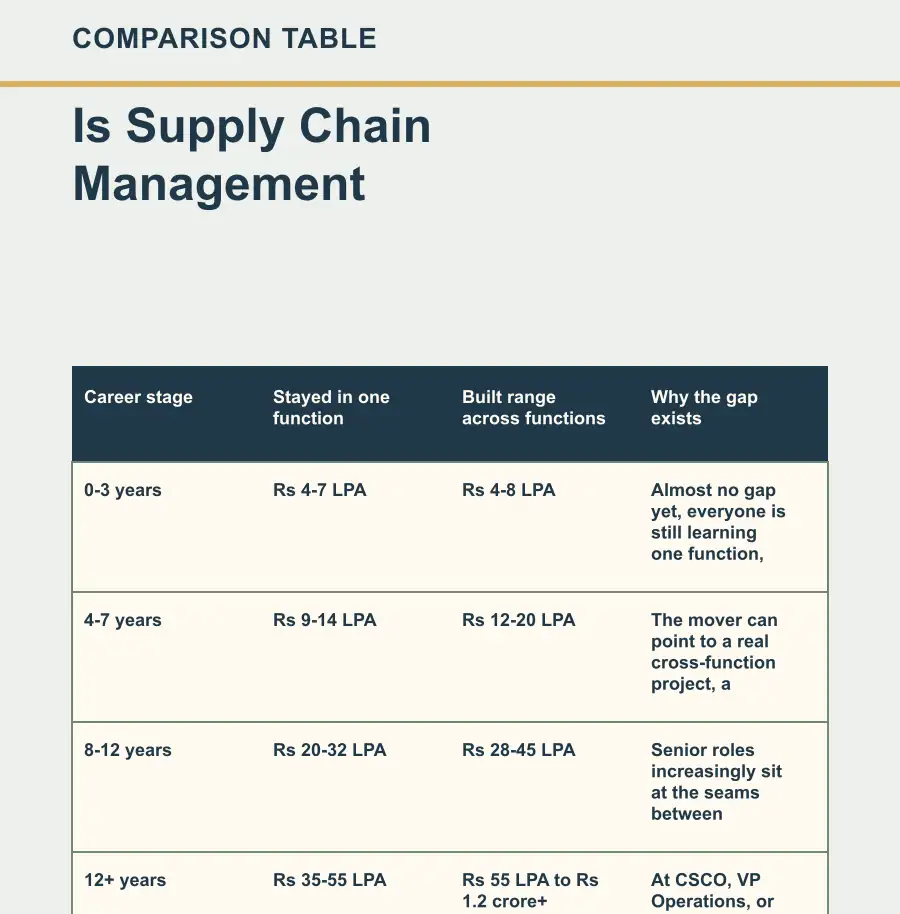 COMPARISON TABLE
Is Supply Chain
Management
Career stage
Stayed in one
function
Built range
across functions
Why the gap
exists
0-3 years
Rs 4-7 LPA
Rs 4-8 LPA
Almost no gap
yet, everyone is
still learning
one function,
4-7 years
Rs 9-14 LPA
Rs 12-20 LPA
The mover can
point to a real
cross-function
project, a
8-12 years
Rs 20-32 LPA
Rs 28-45 LPA
Senior roles
increasingly sit
at the seams
between
12+ years
Rs 35-55 LPA
Rs 55 LPA to Rs
1.2 crore+
At CSCO, VP
Operations, or